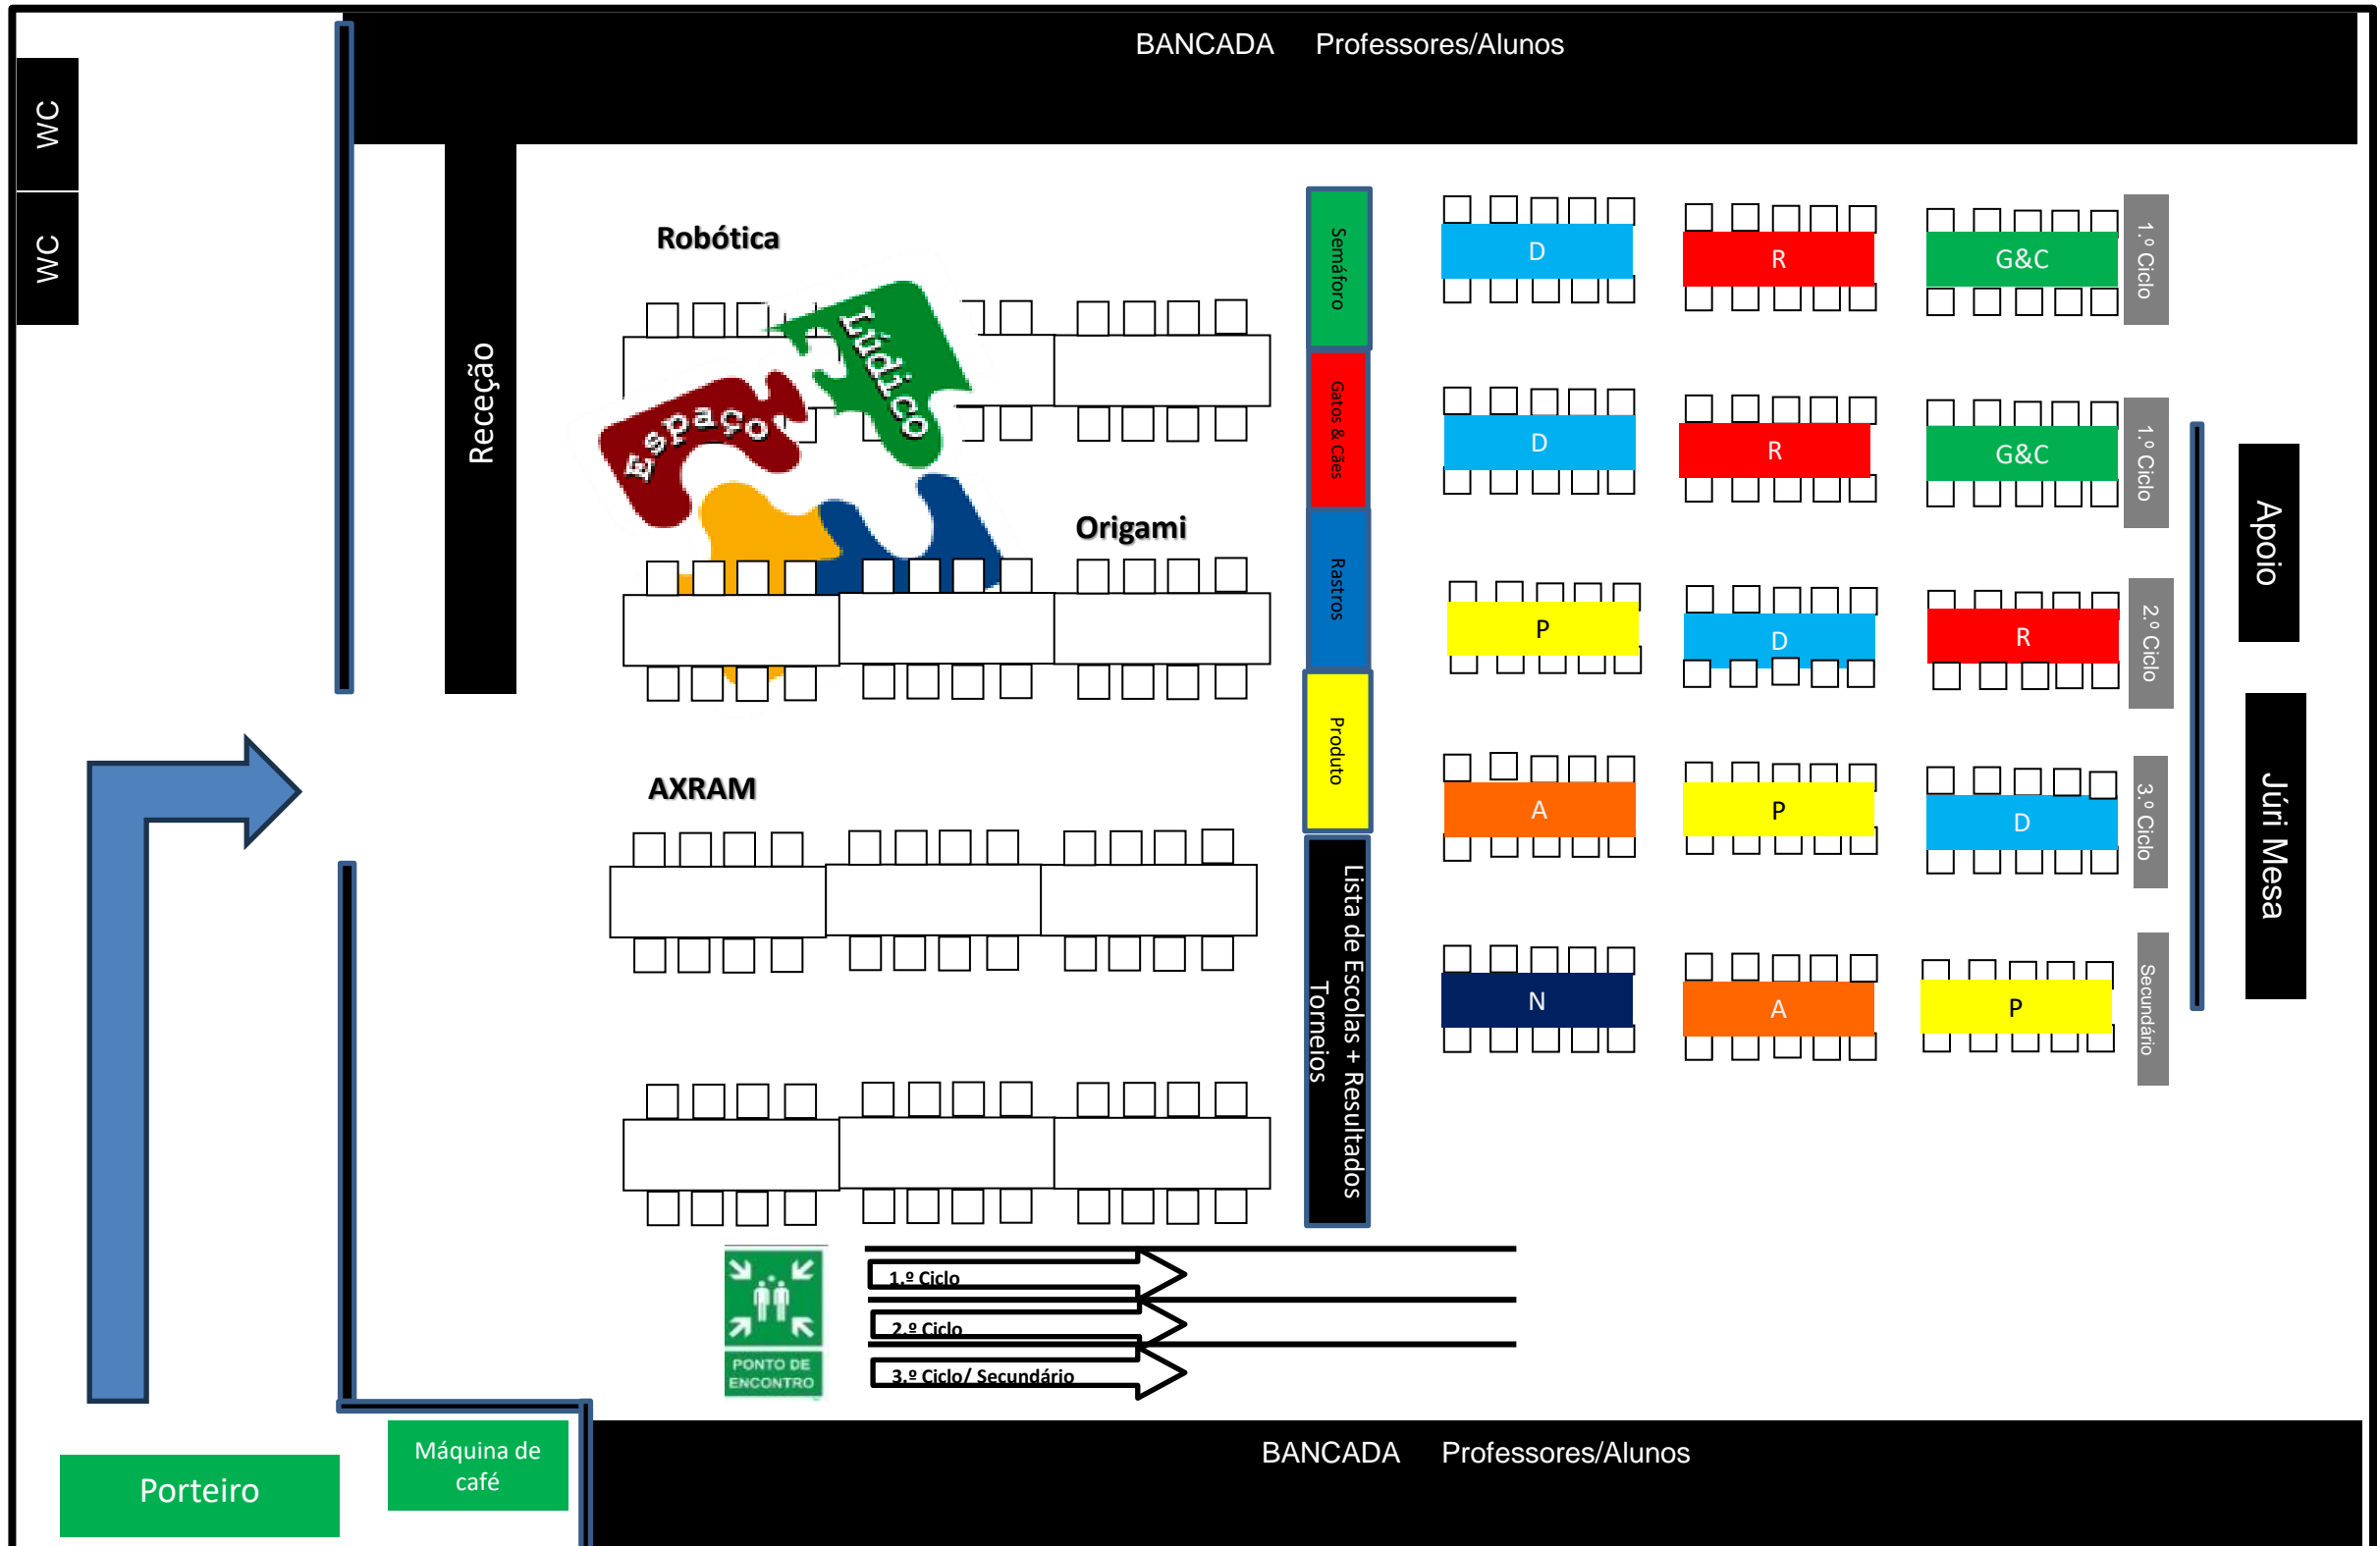 BANCADA Professores/Alunos
WC
WC
Receção
Robótica
Espaço
Lúdico
Origami
AXRAM
Semáforo
Gatos & Cães
Rastros
Produto
Lista de Escolas + Resultados
Torneios
D
R
G&C
1.º Ciclo
D
R
G&C
1.º Ciclo
P
D
R
2.º Ciclo
A
P
D
3.º Ciclo
N
A
P
Secundário
Apoio
Júri Mesa
PONTO DE
ENCONTRO
1.º Ciclo
2.º Ciclo
3.º Ciclo/ Secundário
Porteiro
Máquina de
café
BANCADA Professores/Alunos